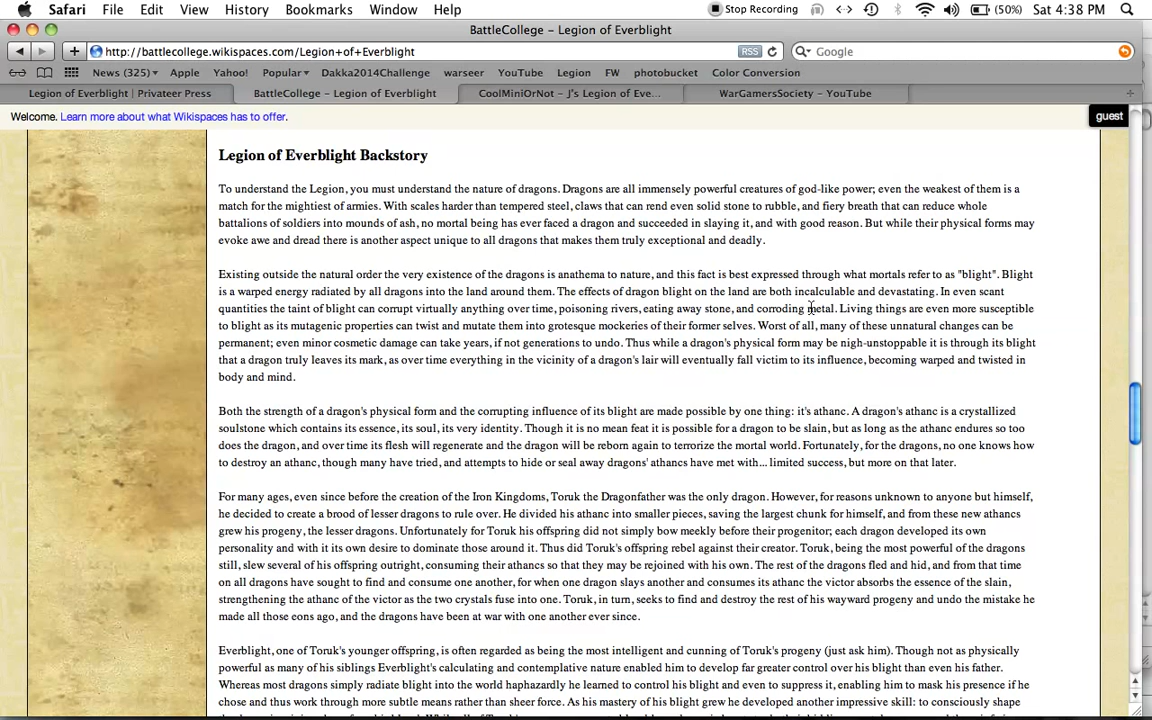 Safari File Edit View History Bookmarks Window Help Stop Recording (50%) Sat 4:38 PM
BattleCollege – Legion of Everblight
http://battlecollege.wikispaces.com/Legion+of+Everblight RSS Google
News (325) Apple Yahoo! Popular Dakka2014Challenge warseer YouTube Legion FW photobucket Color Conversion
Legion of Everblight | Privateer Press BattleCollege – Legion of Everblight CoolMiniOrNot – J's Legion of Eve... WarGamersSociety – YouTube
Welcome. Learn more about what Wikispaces has to offer. guest
Legion of Everblight Backstory
To understand the Legion, you must understand the nature of dragons. Dragons are all immensely powerful creatures of god-like power; even the weakest of them is a
match for the mightiest of armies. With scales harder than tempered steel, claws that can rend even solid stone to rubble, and fiery breath that can reduce whole
battalions of soldiers into mounds of ash, no mortal being has ever faced a dragon and succeeded in slaying it, and with good reason. But while their physical forms may
evoke awe and dread there is another aspect unique to all dragons that makes them truly exceptional and deadly.
Existing outside the natural order the very existence of the dragons is anathema to nature, and this fact is best expressed through what mortals refer to as "blight". Blight
is a warped energy radiated by all dragons into the land around them. The effects of dragon blight on the land are both incalculable and devastating. In even scant
quantities the taint of blight can corrupt virtually anything over time, poisoning rivers, eating away stone, and corroding metal. Living things are even more susceptible
to blight as its mutagenic properties can twist and mutate them into grotesque mockeries of their former selves. Worst of all, many of these unnatural changes can be
permanent; even minor cosmetic damage can take years, if not generations to undo. Thus while a dragon's physical form may be nigh-unstoppable it is through its blight
that a dragon truly leaves its mark, as over time everything in the vicinity of a dragon's lair will eventually fall victim to its influence, becoming warped and twisted in
body and mind.
Both the strength of a dragon's physical form and the corrupting influence of its blight are made possible by one thing: it's athanc. A dragon's athanc is a crystallized
soulstone which contains its essence, its soul, its very identity. Though it is no mean feat it is possible for a dragon to be slain, but as long as the athanc endures so too
does the dragon, and over time its flesh will regenerate and the dragon will be reborn again to terrorize the mortal world. Fortunately, for the dragons, no one knows how
to destroy an athanc, though many have tried, and attempts to hide or seal away dragons' athancs have met with... limited success, but more on that later.
For many ages, even since before the creation of the Iron Kingdoms, Toruk the Dragonfather was the only dragon. However, for reasons unknown to anyone but himself,
he decided to create a brood of lesser dragons to rule over. He divided his athanc into smaller pieces, saving the largest chunk for himself, and from these new athancs
grew his progeny, the lesser dragons. Unfortunately for Toruk his offspring did not simply bow meekly before their progenitor; each dragon developed its own
personality and with it its own desire to dominate those around it. Thus did Toruk's offspring rebel against their creator. Toruk, being the most powerful of the dragons
still, slew several of his offspring outright, consuming their athancs so that they may be rejoined with his own. The rest of the dragons fled and hid, and from that time
on all dragons have sought to find and consume one another, for when one dragon slays another and consumes its athanc the victor absorbs the essence of the slain,
strengthening the athanc of the victor as the two crystals fuse into one. Toruk, in turn, seeks to find and destroy the rest of his wayward progeny and undo the mistake he
made all those eons ago, and the dragons have been at war with one another ever since.
Everblight, one of Toruk's younger offspring, is often regarded as being the most intelligent and cunning of Toruk's progeny (just ask him). Though not as physically
powerful as many of his siblings Everblight's calculating and contemplative nature enabled him to develop far greater control over his blight than even his father.
Whereas most dragons simply radiate blight into the world haphazardly he learned to control his blight and even to suppress it, enabling him to mask his presence if he
chose and thus work through more subtle means rather than sheer force. As his mastery of his blight grew he developed another impressive skill: to consciously shape